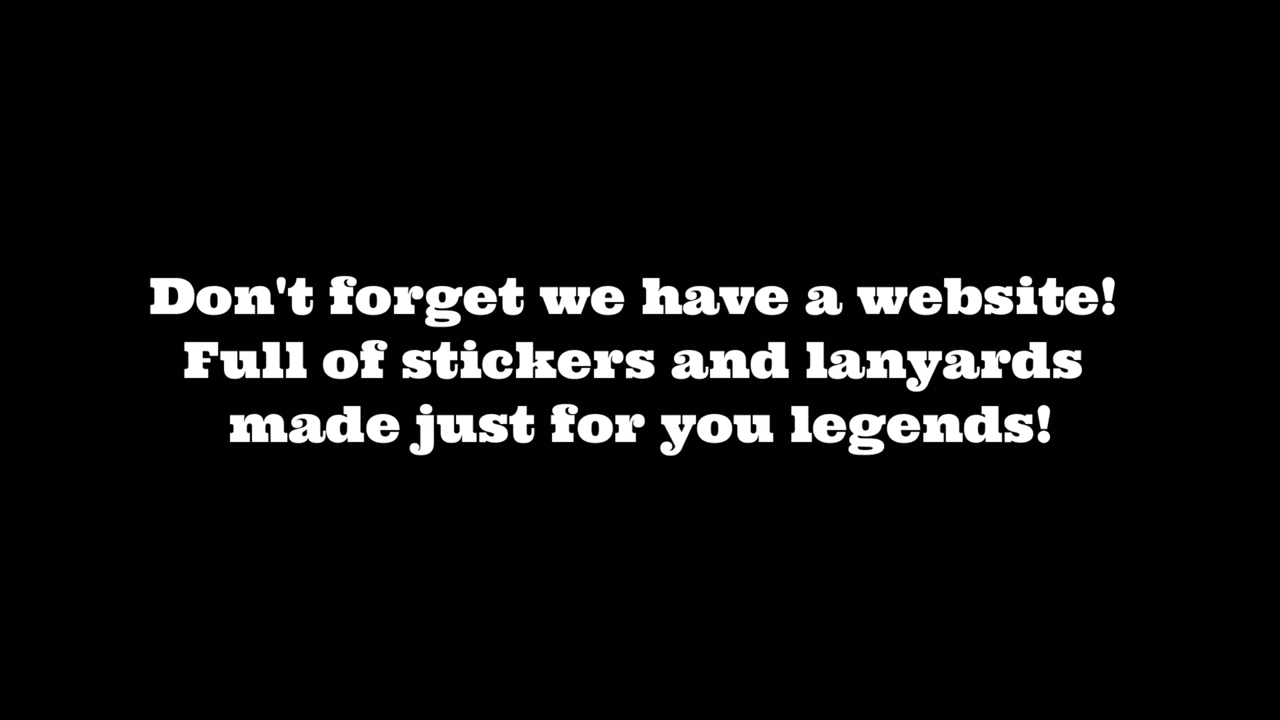 Don't forget we have a website!
Full of stickers and lanyards
made just for you legends!